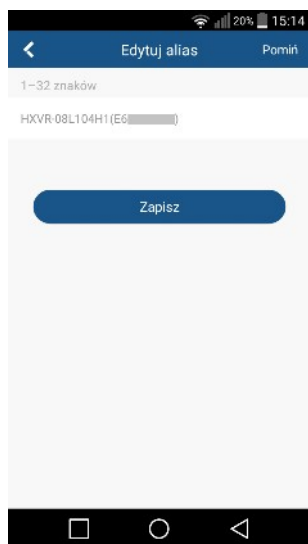 20% 15:14
Edytuj alias Pomiń
1–32 znaków
HXVR-08L104H1(E6 )
Zapisz